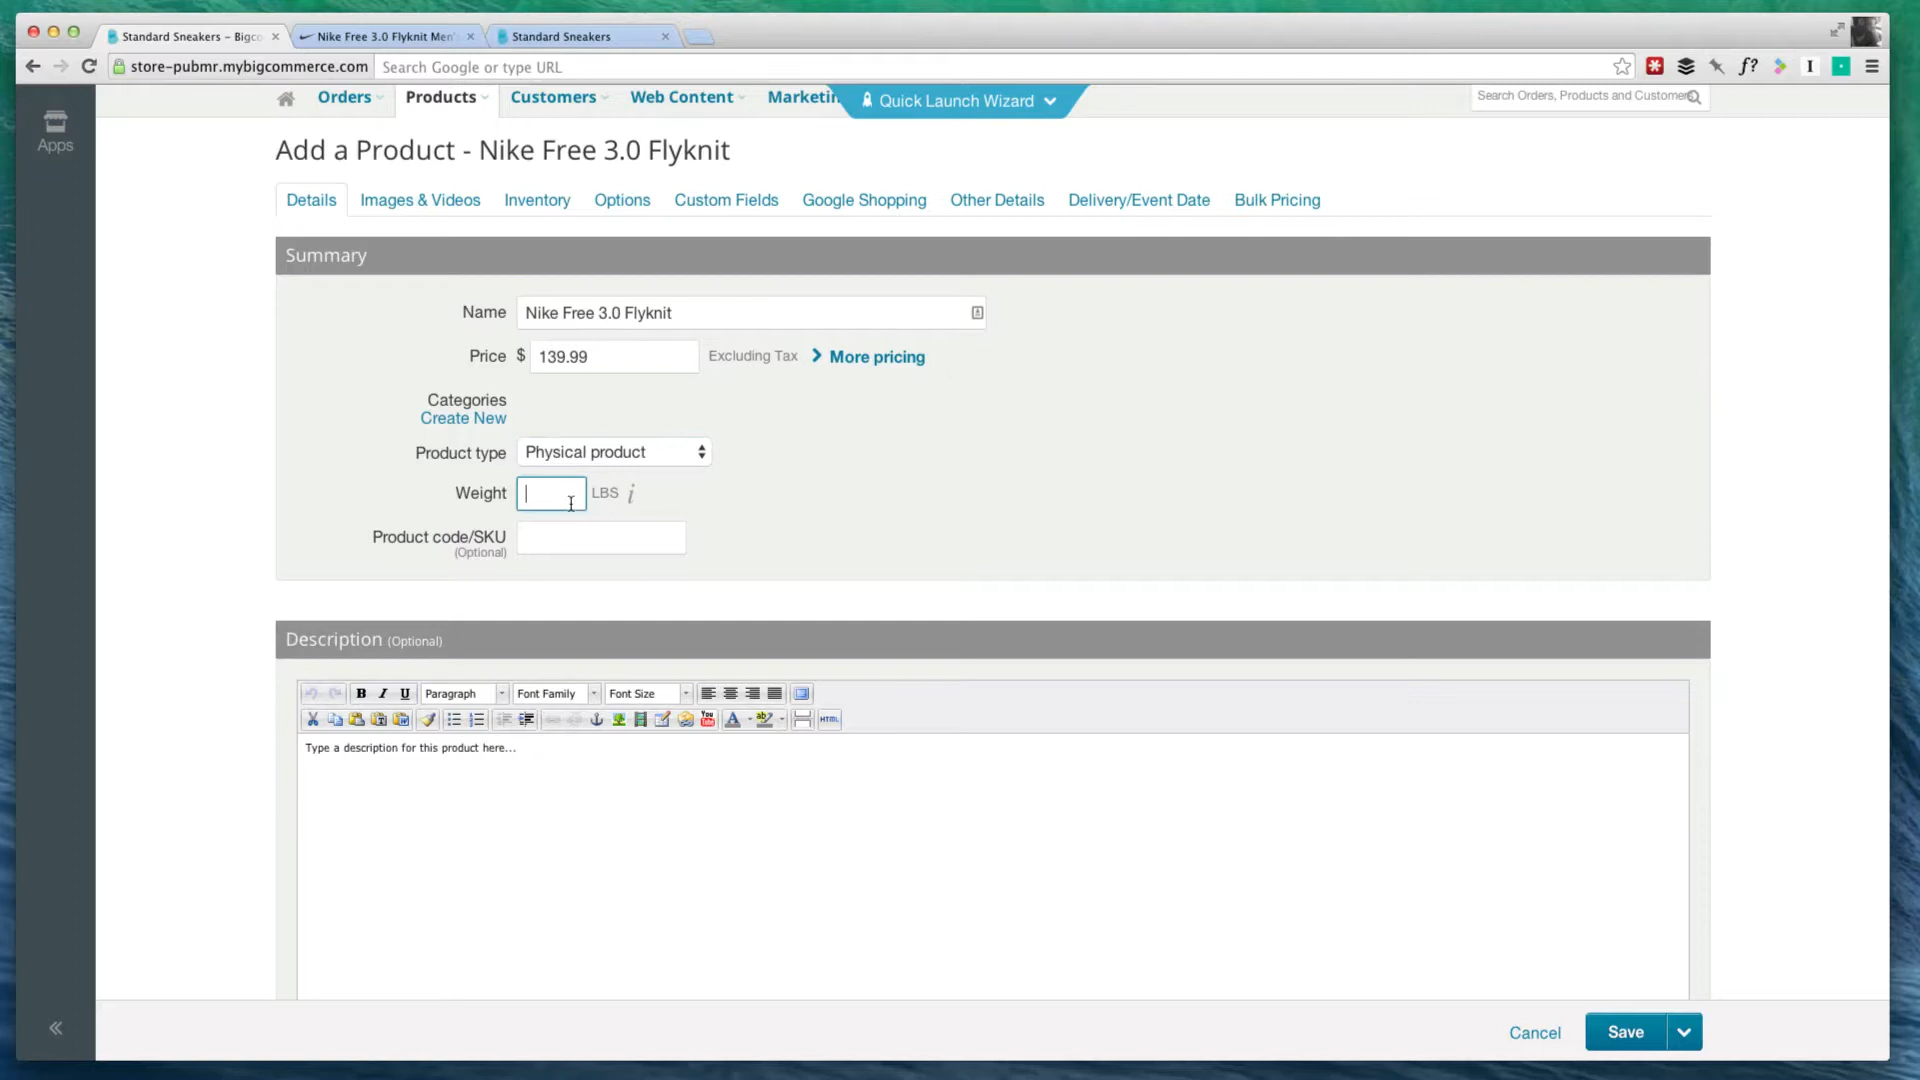 Standard Sneakers – Bigco
Nike Free 3.0 Flyknit Men'
Standard Sneakers
store-pubmr.mybigcommerce.com
Search Google or type URL
f?
I
Apps
Orders
Products
Customers
Web Content
Marketin
Quick Launch Wizard
Search Orders, Products and Customers
Add a Product - Nike Free 3.0 Flyknit
Details
Images & Videos
Inventory
Options
Custom Fields
Google Shopping
Other Details
Delivery/Event Date
Bulk Pricing
Summary
Name
Nike Free 3.0 Flyknit
Price
$
139.99
Excluding Tax
More pricing
Categories
Create New
Product type
Physical product
Weight
LBS
i
Product code/SKU
(Optional)
Description (Optional)
B
I
U
Paragraph
Font Family
Font Size
You Tube
A
ab
HTML
Type a description for this product here...
Cancel
Save